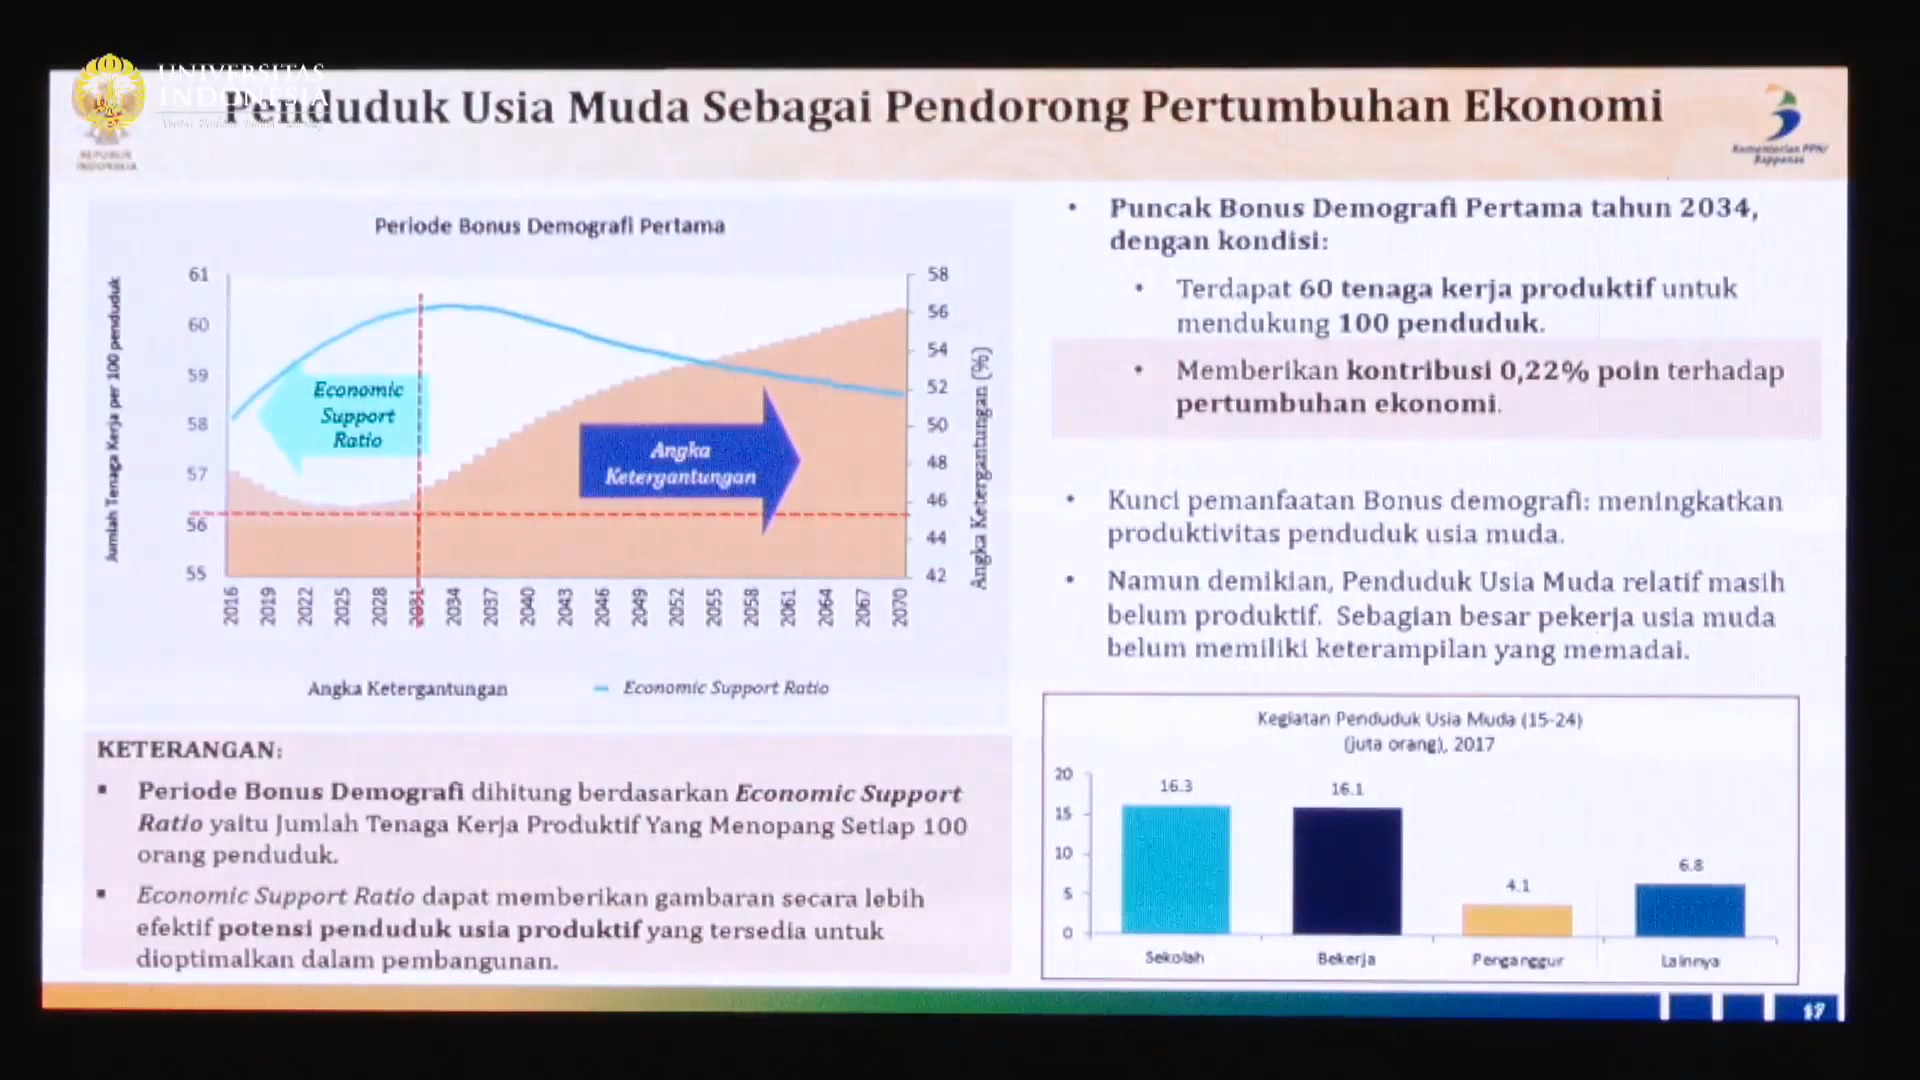 UNIVERSITAS
INDONESIA
REPUBLIK
INDONESIA
Penduduk Usia Muda Sebagai Pendorong Pertumbuhan Ekonomi
Kementerian PPN/
Bappenas
Periode Bonus Demografi Pertama
Jumlah Tenaga Kerja per 100 penduduk
61
60
59
58
57
56
55
58
56
54
52
50
48
46
44
42
Angka Ketergantungan (%)
Economic
Support
Ratio
Angka
Ketergantungan
2016 2019 2022 2025 2028 2031 2034 2037 2040 2043 2046 2049 2052 2055 2058 2061 2064 2067 2070
Angka Ketergantungan Economic Support Ratio
KETERANGAN:
▪ Periode Bonus Demografi dihitung berdasarkan Economic Support
Ratio yaitu Jumlah Tenaga Kerja Produktif Yang Menopang Setiap 100
orang penduduk.
▪ Economic Support Ratio dapat memberikan gambaran secara lebih
efektif potensi penduduk usia produktif yang tersedia untuk
dioptimalkan dalam pembangunan.
• Puncak Bonus Demografi Pertama tahun 2034,
dengan kondisi:
• Terdapat 60 tenaga kerja produktif untuk
mendukung 100 penduduk.
• Memberikan kontribusi 0,22% poin terhadap
pertumbuhan ekonomi.
• Kunci pemanfaatan Bonus demografi: meningkatkan
produktivitas penduduk usia muda.
• Namun demikian, Penduduk Usia Muda relatif masih
belum produktif. Sebagian besar pekerja usia muda
belum memiliki keterampilan yang memadai.
Kegiatan Penduduk Usia Muda (15-24)
(juta orang), 2017
20
15
10
5
0
16.3
16.1
4.1
6.8
Sekolah Bekerja Penganggur Lainnya
17